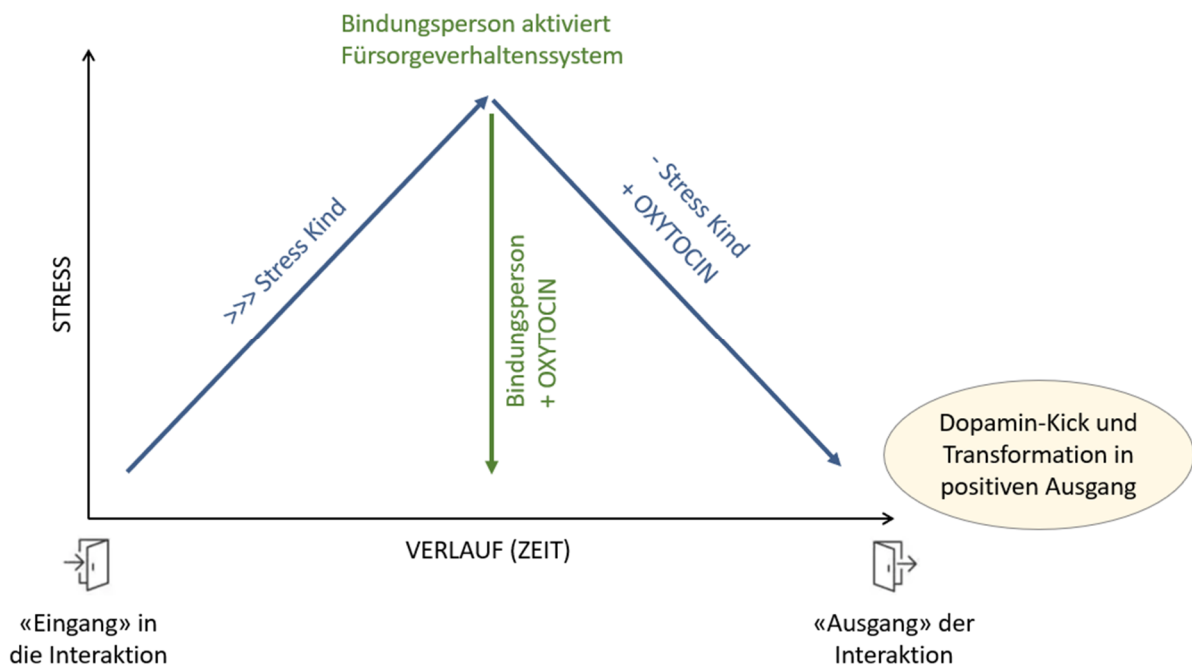 Bindungsperson aktiviert
Fürsorgeverhaltenssystem
STRESS
>>> Stress Kind
Bindungsperson
+ OXYTOCIN
- Stress Kind
+ OXYTOCIN
Dopamin-Kick und
Transformation in
positiven Ausgang
VERLAUF (ZEIT)
«Eingang» in
die Interaktion
«Ausgang» der
Interaktion